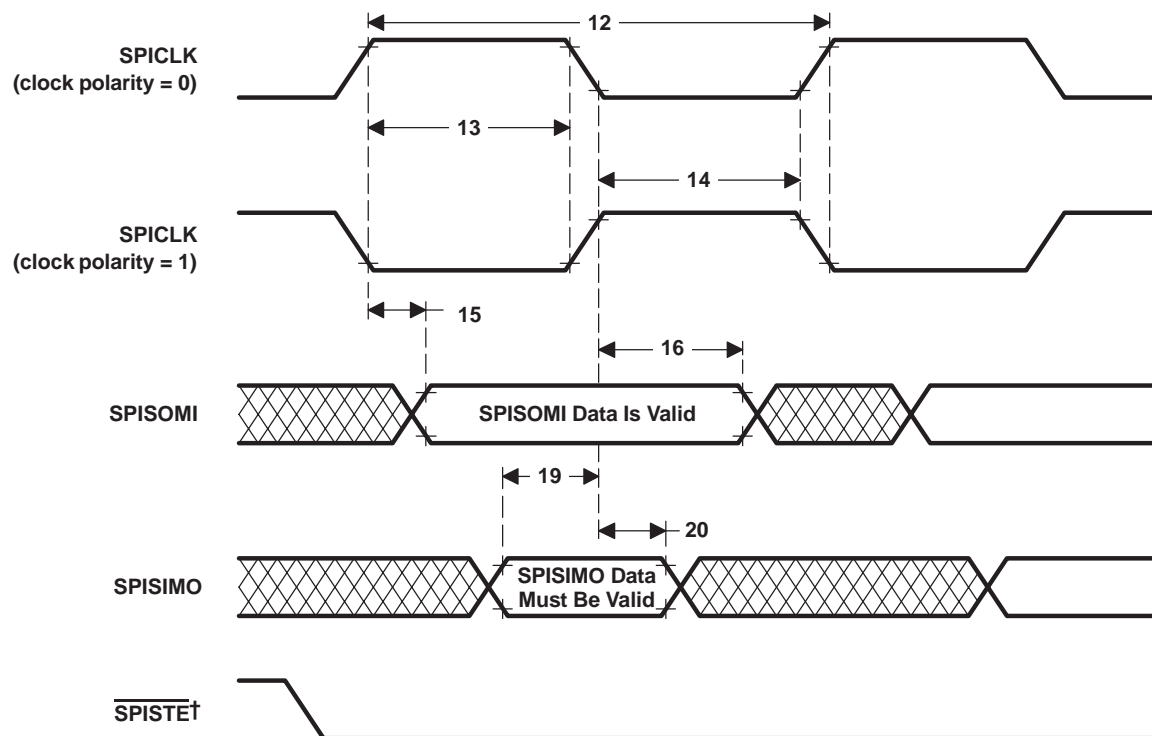 12
SPICLK
(clock polarity = 0)
13
14
SPICLK
(clock polarity = 1)
15
16
SPISOMI
SPISOMI Data Is Valid
19
20
SPISIMO
SPISIMO Data
Must Be Valid
SPISTE†